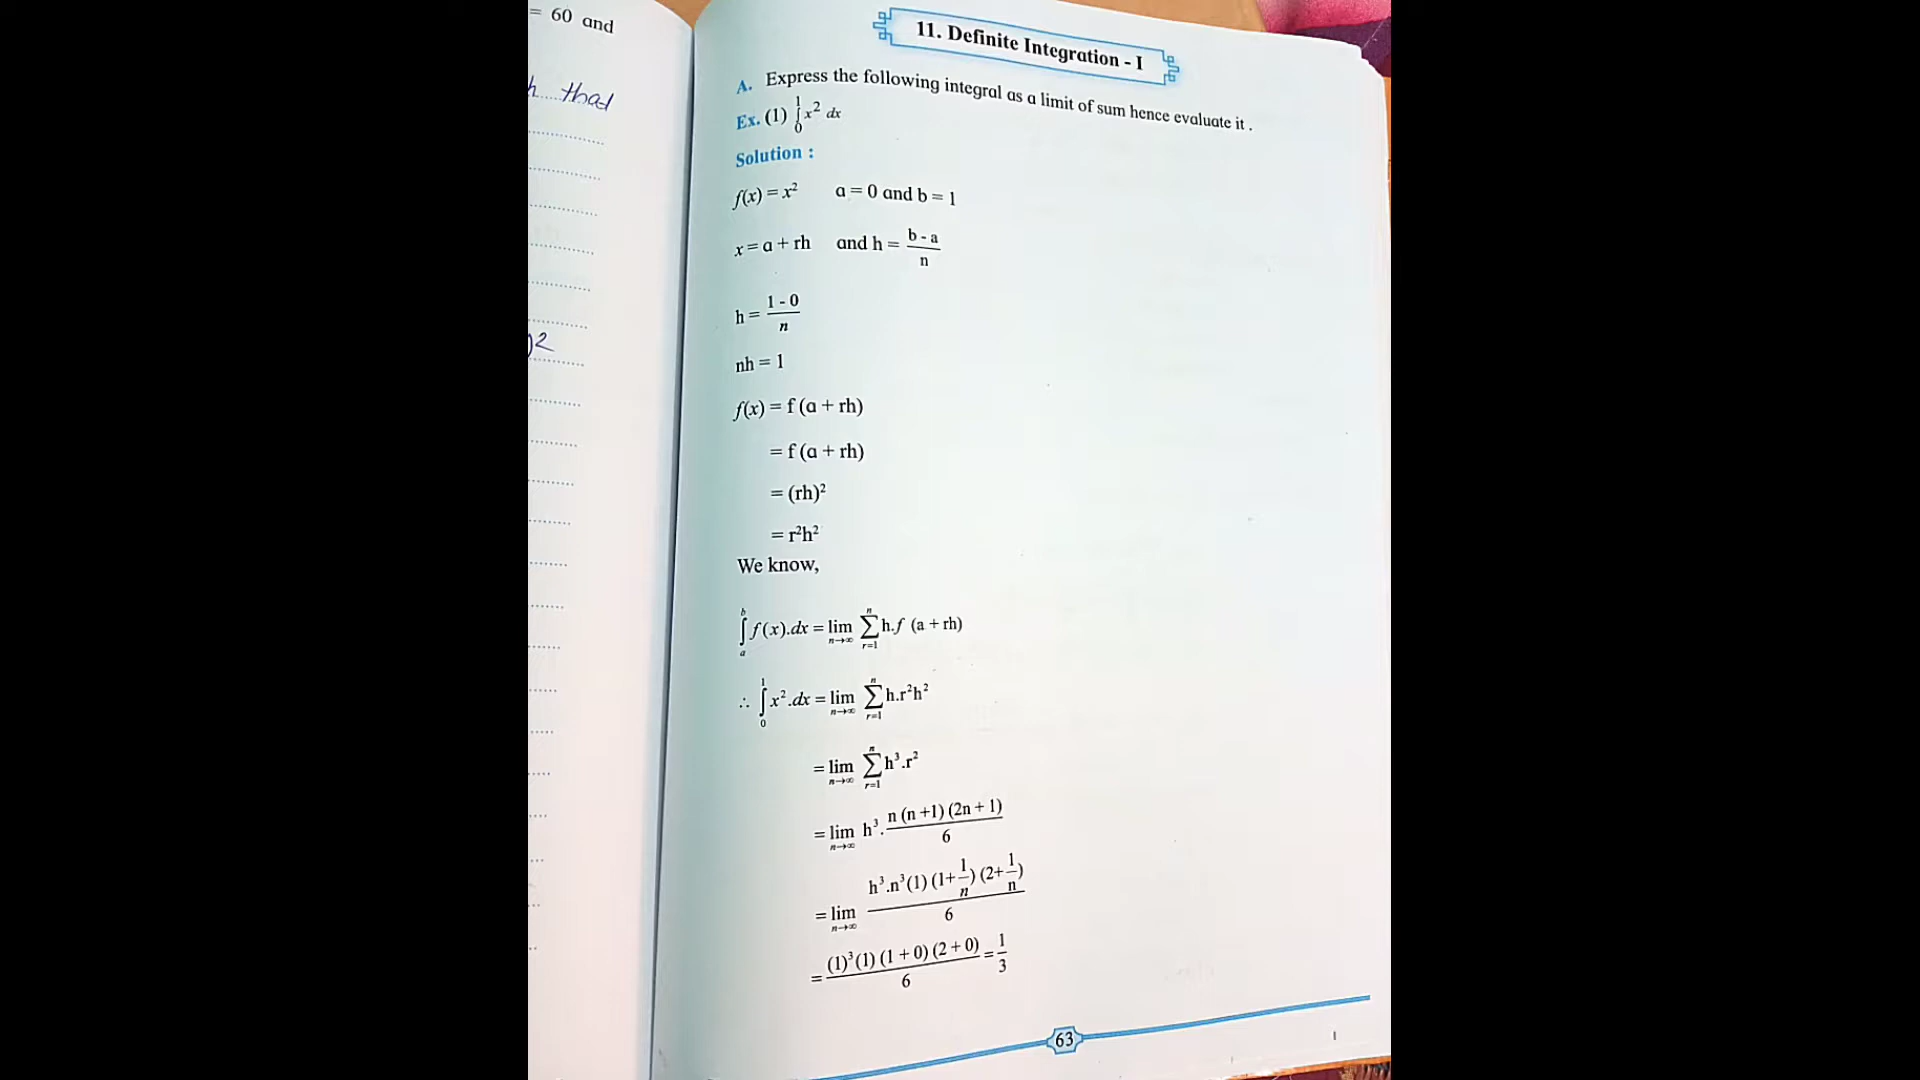 = 60 and
that
2
11. Definite Integration - I
A. Express the following integral as a limit of sum hence evaluate it .
Ex. (1) ∫₀¹ x² dx
Solution :
f(x) = x² a = 0 and b = 1
x = a + rh and h = (b - a)/n
h = (1 - 0)/n
nh = 1
f(x) = f (a + rh)
= f (a + rh)
= (rh)²
= r²h²
We know,
∫ₐᵇ f(x).dx = lim n→∞ ∑ r=1 n h.f (a + rh)
∴ ∫₀¹ x².dx = lim n→∞ ∑ r=1 n h.r²h²
= lim n→∞ ∑ r=1 n h³.r²
= lim n→∞ h³. n (n +1) (2n + 1)/6
= lim n→∞ h³.n³(1) (1+1/n) (2+1/n)/6
= (1)³(1) (1 + 0) (2 + 0)/6 = 1/3
63